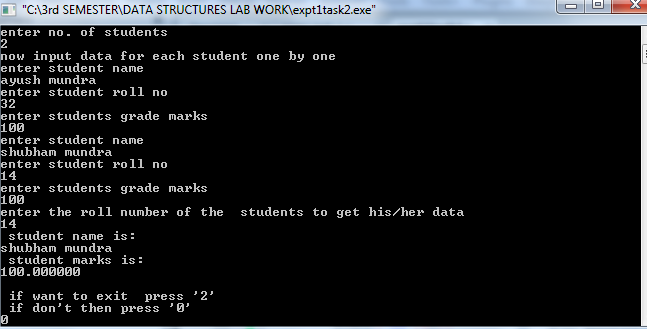 "C:\3rd SEMESTER\DATA STRUCTURES LAB WORK\expt1task2.exe"
enter no. of students
2
now input data for each student one by one
enter student name
ayush mundra
enter student roll no
32
enter students grade marks
100
enter student name
shubham mundra
enter student roll no
14
enter students grade marks
100
enter the roll number of the  students to get his/her data
14
 student name is:
shubham mundra
 student marks is:
100.000000

 if want to exit  press '2'
 if don't then press '0'
0